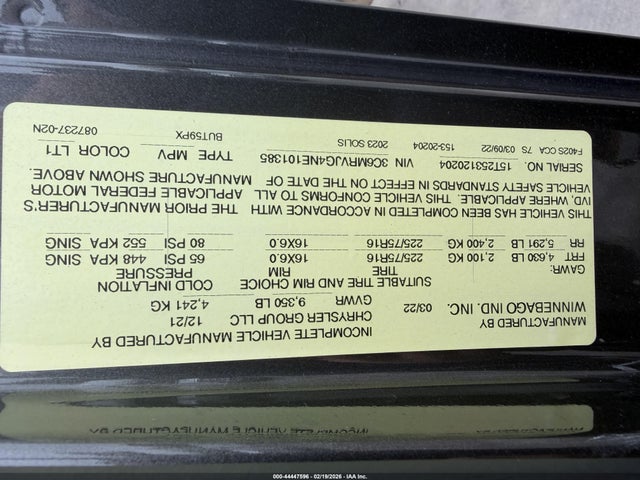 MANUFACTURED BY
WINNEBAGO IND. INC. 03/22
INCOMPLETE VEHICLE MANUFACTURED BY
CHRYSLER GROUP LLC 12/21
GVWR 9,350 LB 4,241 KG
SUITABLE TIRE AND RIM CHOICE
GAWR: TIRE RIM COLD INFLATION PRESSURE
FRT 4,630 LB 2,100 KG 225/75R16 16X6.0 65 PSI 448 KPA SING
RR 5,291 LB 2,400 KG 225/75R16 16X6.0 80 PSI 552 KPA SING
THIS VEHICLE HAS BEEN COMPLETED IN ACCORDANCE WITH THE PRIOR MANUFACTURER'S
IVD, WHERE APPLICABLE. THIS VEHICLE CONFORMS TO ALL APPLICABLE FEDERAL MOTOR
VEHICLE SAFETY STANDARDS IN EFFECT ON THE DATE OF MANUFACTURE SHOWN ABOVE.
SERIAL NO. 15T253120204 VIN 3C6MRVJG4NE101385 TYPE MPV COLOR LT1
F402S CCA 7S 03/09/22 153-20204 2023 SOLIS BUT59PX 087237-02N
INCOMPLETE VEHICLE MANUFACTURED BY
000-44447596 - 02/19/2026 - IAA Inc.